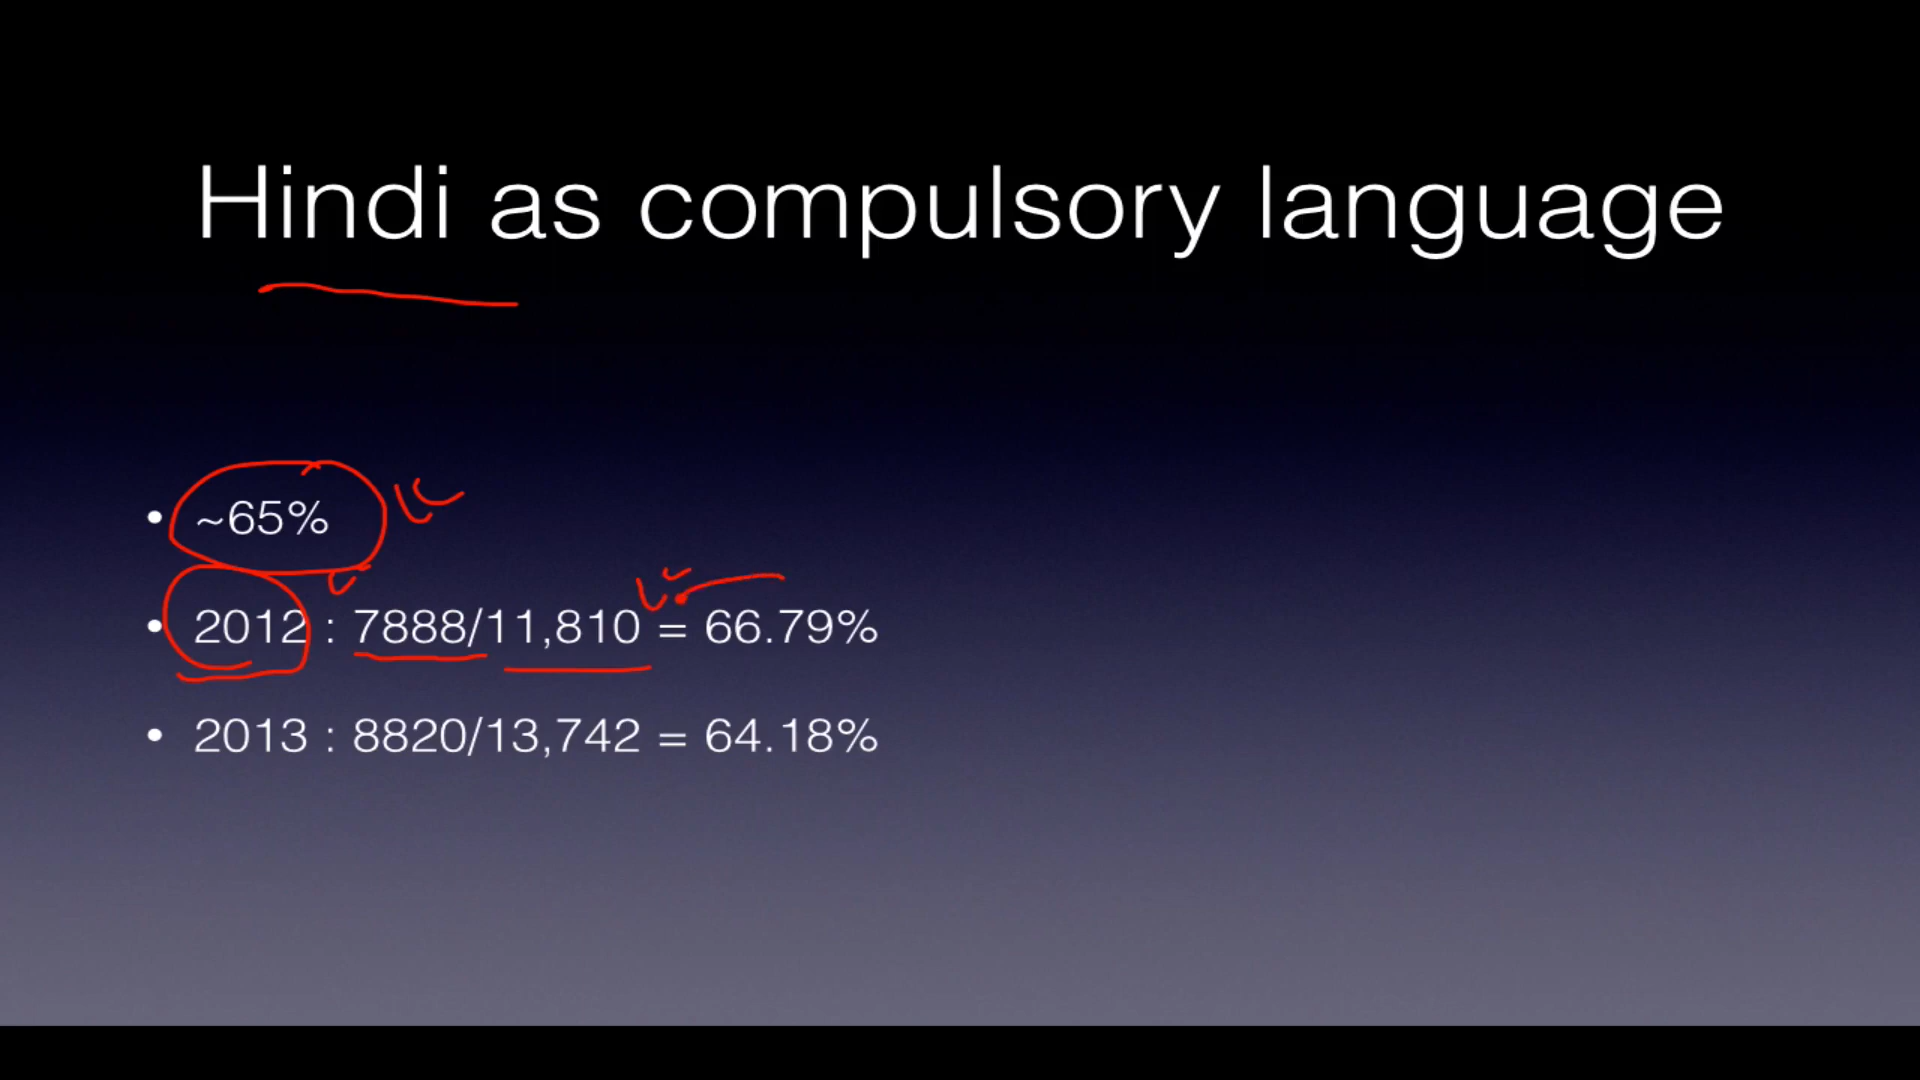 Hindi as compulsory language
• ~65%
• 2012 : 7888/11,810 = 66.79%
• 2013 : 8820/13,742 = 64.18%